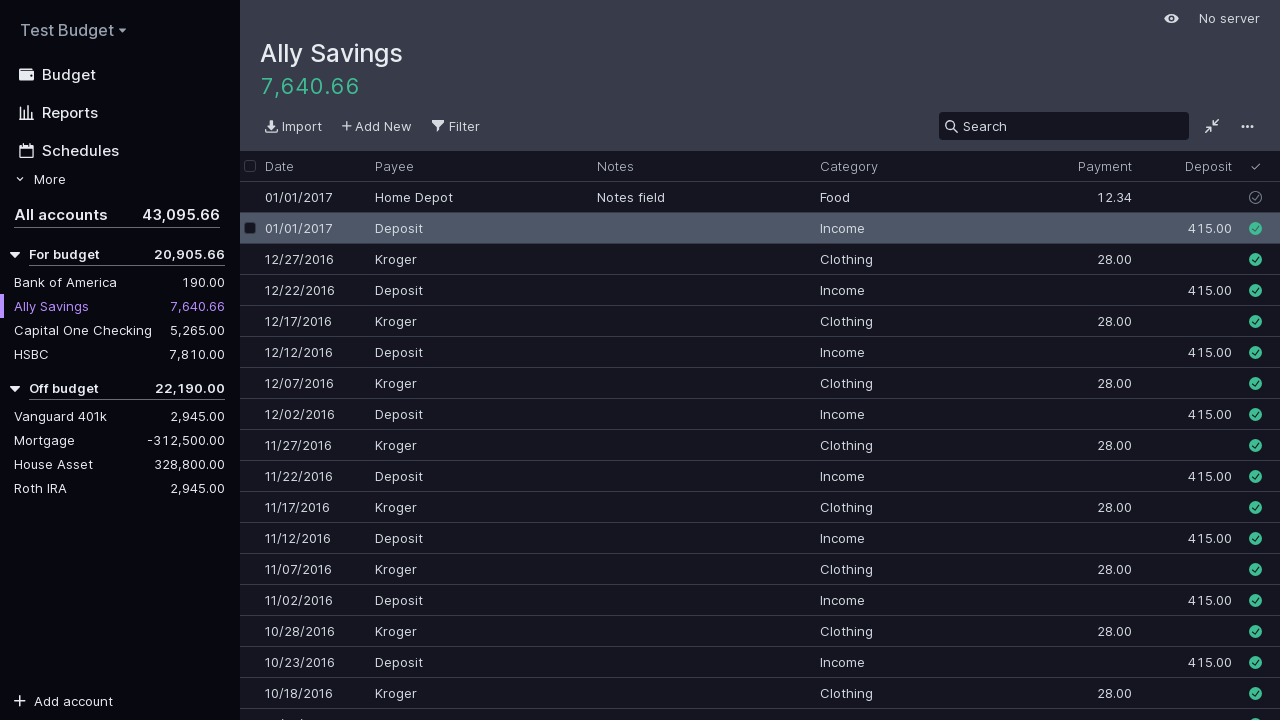 Test Budget
Budget
Reports
Schedules
More
All accounts 43,095.66
For budget 20,905.66
Bank of America 190.00
Ally Savings 7,640.66
Capital One Checking 5,265.00
HSBC 7,810.00
Off budget 22,190.00
Vanguard 401k 2,945.00
Mortgage -312,500.00
House Asset 328,800.00
Roth IRA 2,945.00
Add account
No server
Ally Savings
7,640.66
Import Add New Filter Search
Date Payee Notes Category Payment Deposit
01/01/2017 Home Depot Notes field Food 12.34
01/01/2017 Deposit Income 415.00
12/27/2016 Kroger Clothing 28.00
12/22/2016 Deposit Income 415.00
12/17/2016 Kroger Clothing 28.00
12/12/2016 Deposit Income 415.00
12/07/2016 Kroger Clothing 28.00
12/02/2016 Deposit Income 415.00
11/27/2016 Kroger Clothing 28.00
11/22/2016 Deposit Income 415.00
11/17/2016 Kroger Clothing 28.00
11/12/2016 Deposit Income 415.00
11/07/2016 Kroger Clothing 28.00
11/02/2016 Deposit Income 415.00
10/28/2016 Kroger Clothing 28.00
10/23/2016 Deposit Income 415.00
10/18/2016 Kroger Clothing 28.00